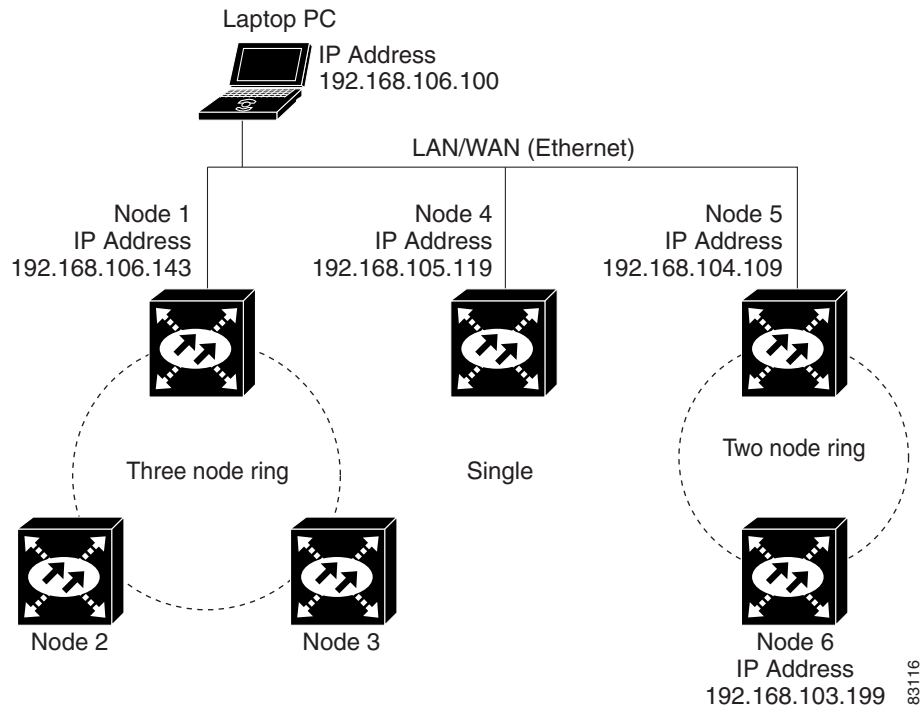 Laptop PC
IP Address
192.168.106.100
LAN/WAN (Ethernet)
Node 1
IP Address
192.168.106.143
Node 4
IP Address
192.168.105.119
Node 5
IP Address
192.168.104.109
Three node ring
Single
Two node ring
Node 2
Node 3
Node 6
IP Address
192.168.103.199
83116